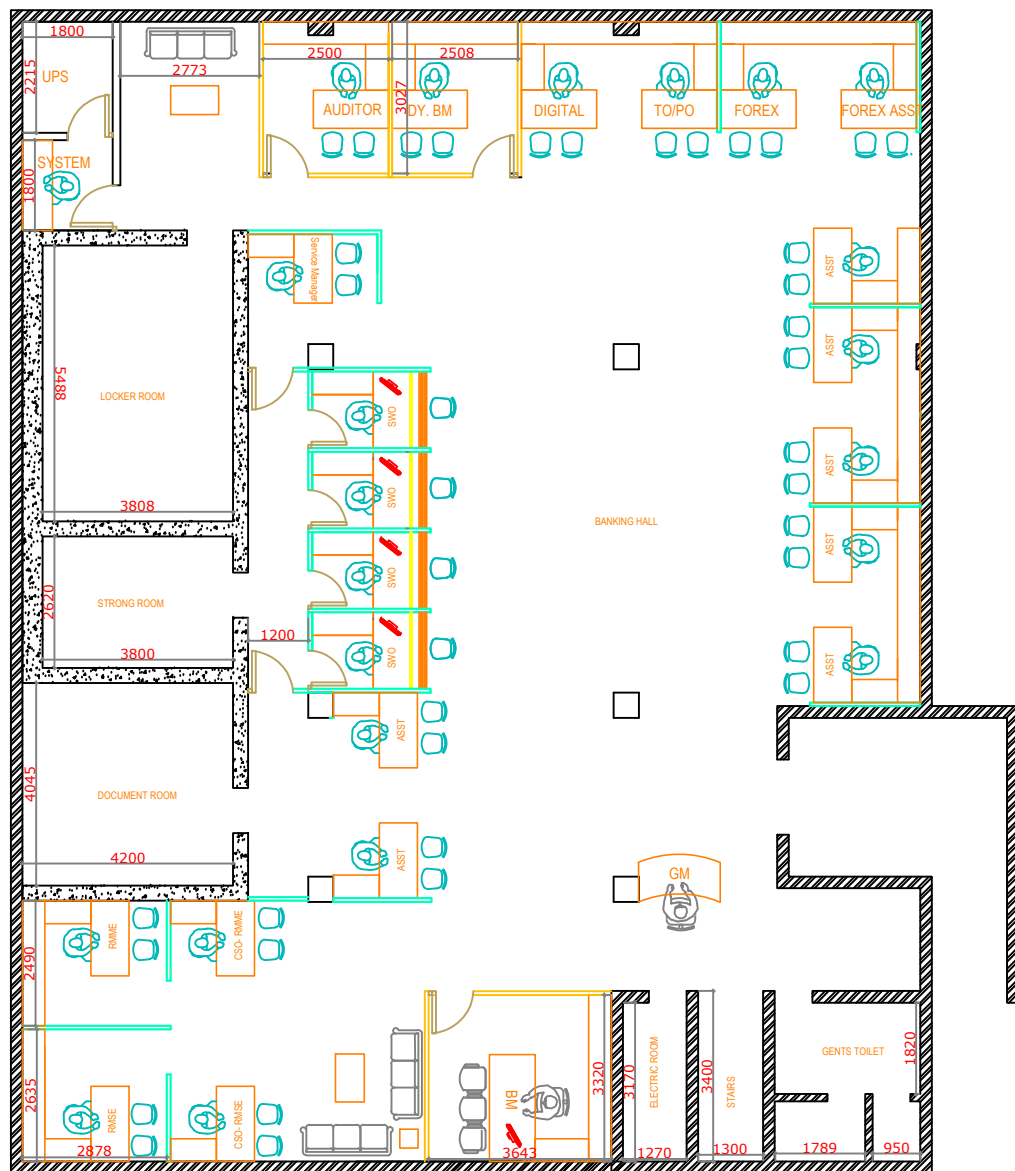 1800
2215
UPS
2773
2500
2508
3027
AUDITOR
DY. BM
DIGITAL
TO/PO
FOREX
FOREX ASST
SYSTEM
1800
Service Manager
ASST
ASST
5488
LOCKER ROOM
3808
SWO
SWO
SWO
SWO
BANKING HALL
ASST
ASST
ASST
2620
STRONG ROOM
3800
1200
4045
DOCUMENT ROOM
4200
ASST
ASST
GM
2490
RMME
CSO- RMME
2635
RMSE
CSO- RMSE
2878
BM
3643
3320
3170
ELECTRIC ROOM
1270
3400
STAIRS
1300
GENTS TOILET
1820
1789
950